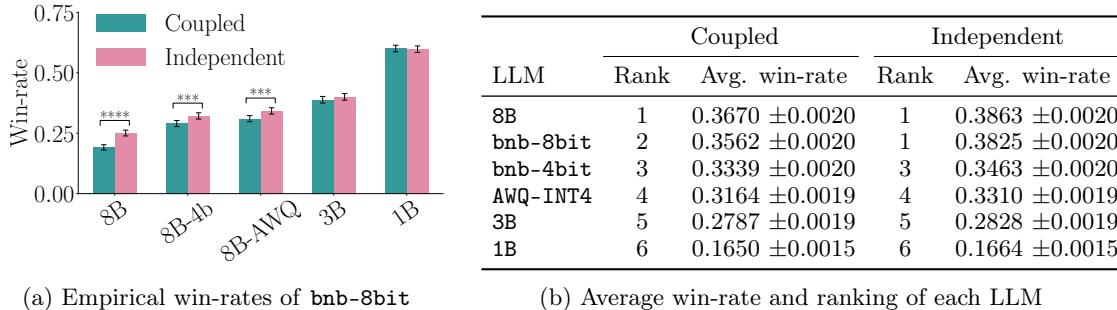 0.75
0.50
0.25
0.00
Win-rate
Coupled
Independent
**** *** ***
8B 8B-4b 8B-AWQ 3B 1B
(a) Empirical win-rates of bnb-8bit
Coupled Independent
LLM Rank Avg. win-rate Rank Avg. win-rate
8B 1 0.3670 ±0.0020 1 0.3863 ±0.0020
bnb-8bit 2 0.3562 ±0.0020 1 0.3825 ±0.0020
bnb-4bit 3 0.3339 ±0.0020 3 0.3463 ±0.0020
AWQ-INT4 4 0.3164 ±0.0019 4 0.3310 ±0.0019
3B 5 0.2787 ±0.0019 5 0.2828 ±0.0019
1B 6 0.1650 ±0.0015 6 0.1664 ±0.0015
(b) Average win-rate and ranking of each LLM